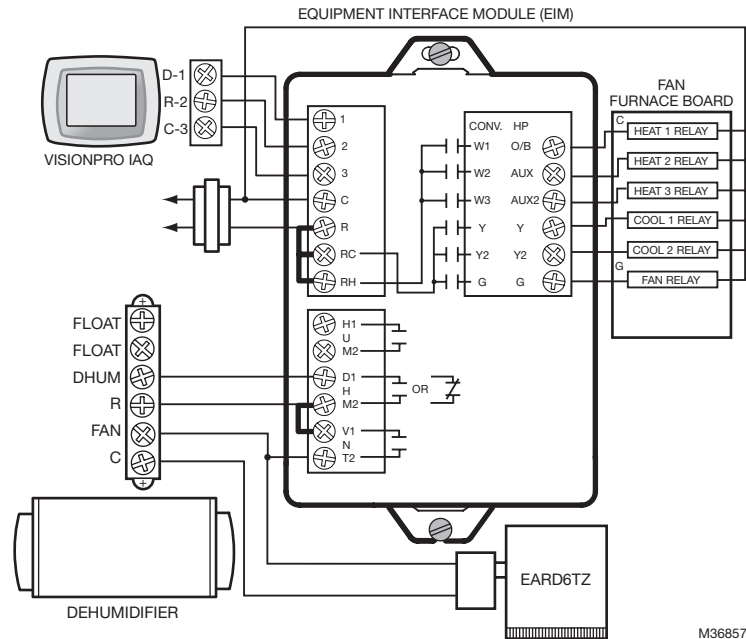 EQUIPMENT INTERFACE MODULE (EIM)
D-1
R-2
C-3
VISIONPRO IAQ
1
2
3
C
R
RC
RH
CONV. HP
W1 O/B
W2 AUX
W3 AUX2
Y Y
Y2 Y2
G G
FAN
FURNACE BOARD
C
HEAT 1 RELAY
HEAT 2 RELAY
HEAT 3 RELAY
COOL 1 RELAY
COOL 2 RELAY
G
FAN RELAY
FLOAT
FLOAT
DHUM
R
FAN
C
H1
U
M2
D1
H
M2
V1
N
T2
OR
DEHUMIDIFIER
EARD6TZ
M36857